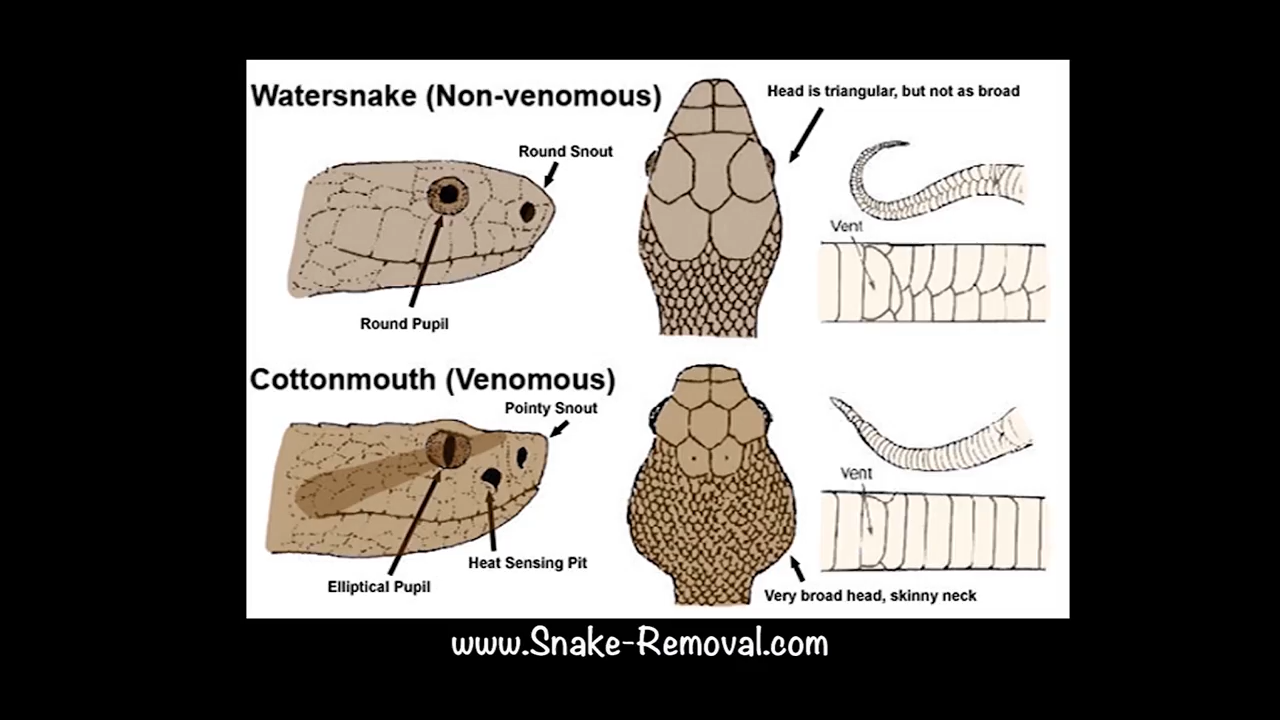 Watersnake (Non-venomous)
Head is triangular, but not as broad
Round Snout
Vent
Round Pupil
Cottonmouth (Venomous)
Pointy Snout
Vent
Heat Sensing Pit
Elliptical Pupil
Very broad head, skinny neck
www.Snake-Removal.com